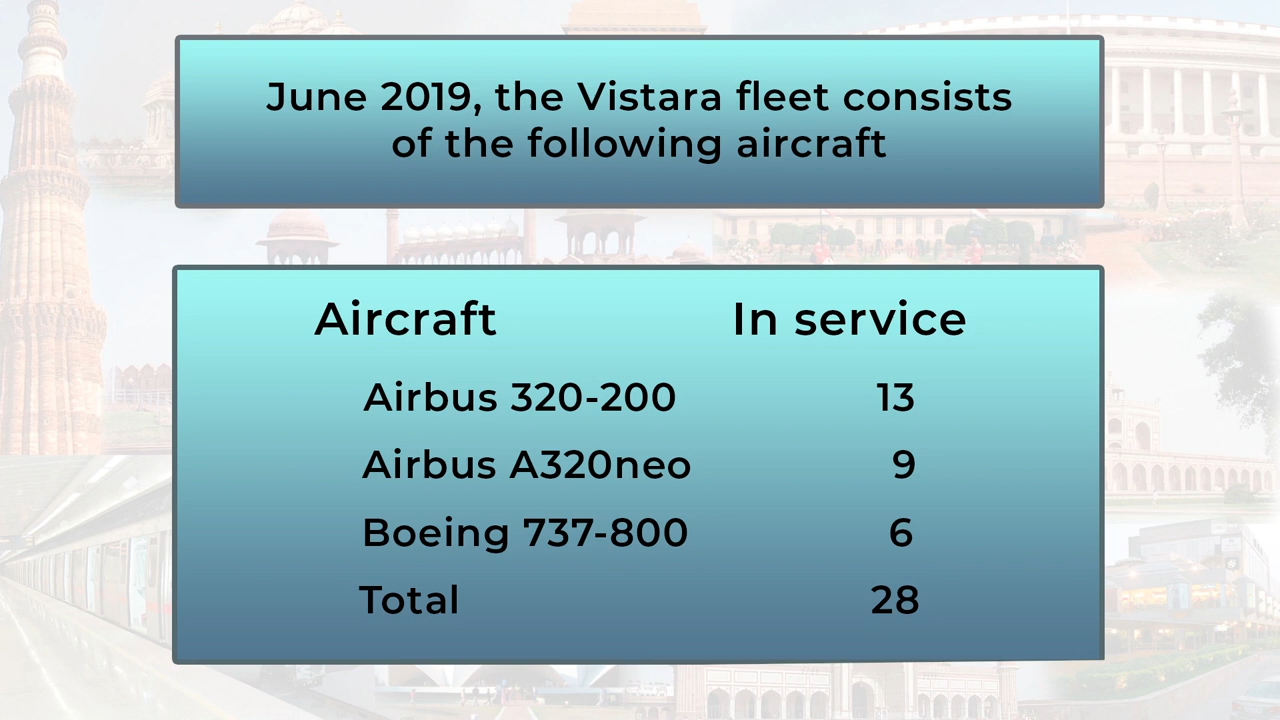 June 2019, the Vistara fleet consists
of the following aircraft
Aircraft In service
Airbus 320-200 13
Airbus A320neo 9
Boeing 737-800 6
Total 28